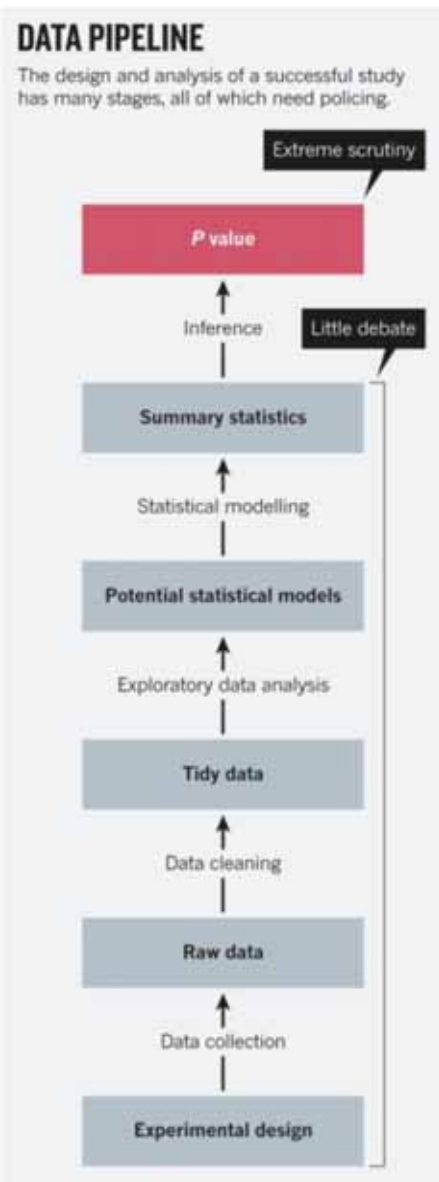 DATA PIPELINE
The design and analysis of a successful study
has many stages, all of which need policing.
Extreme scrutiny
P value
Inference
Little debate
Summary statistics
Statistical modelling
Potential statistical models
Exploratory data analysis
Tidy data
Data cleaning
Raw data
Data collection
Experimental design